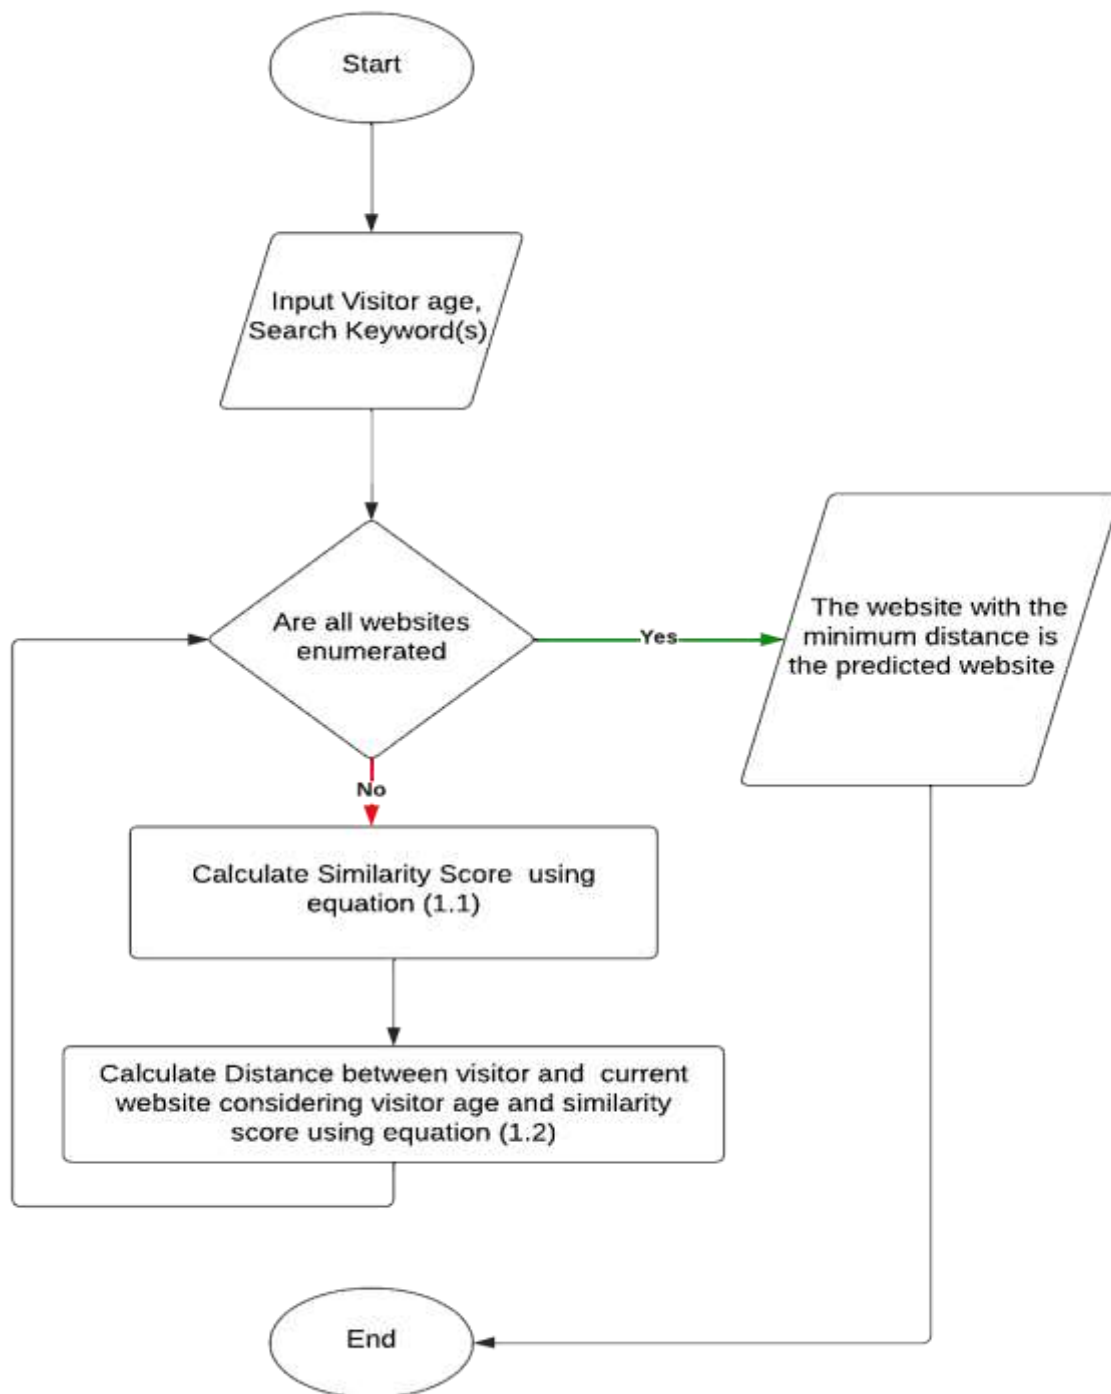 Start
Input Visitor age,
Search Keyword(s)
Are all websites
enumerated
Yes
The website with the
minimum distance is
the predicted website
No
Calculate Similarity Score using
equation (1.1)
Calculate Distance between visitor and current
website considering visitor age and similarity
score using equation (1.2)
End